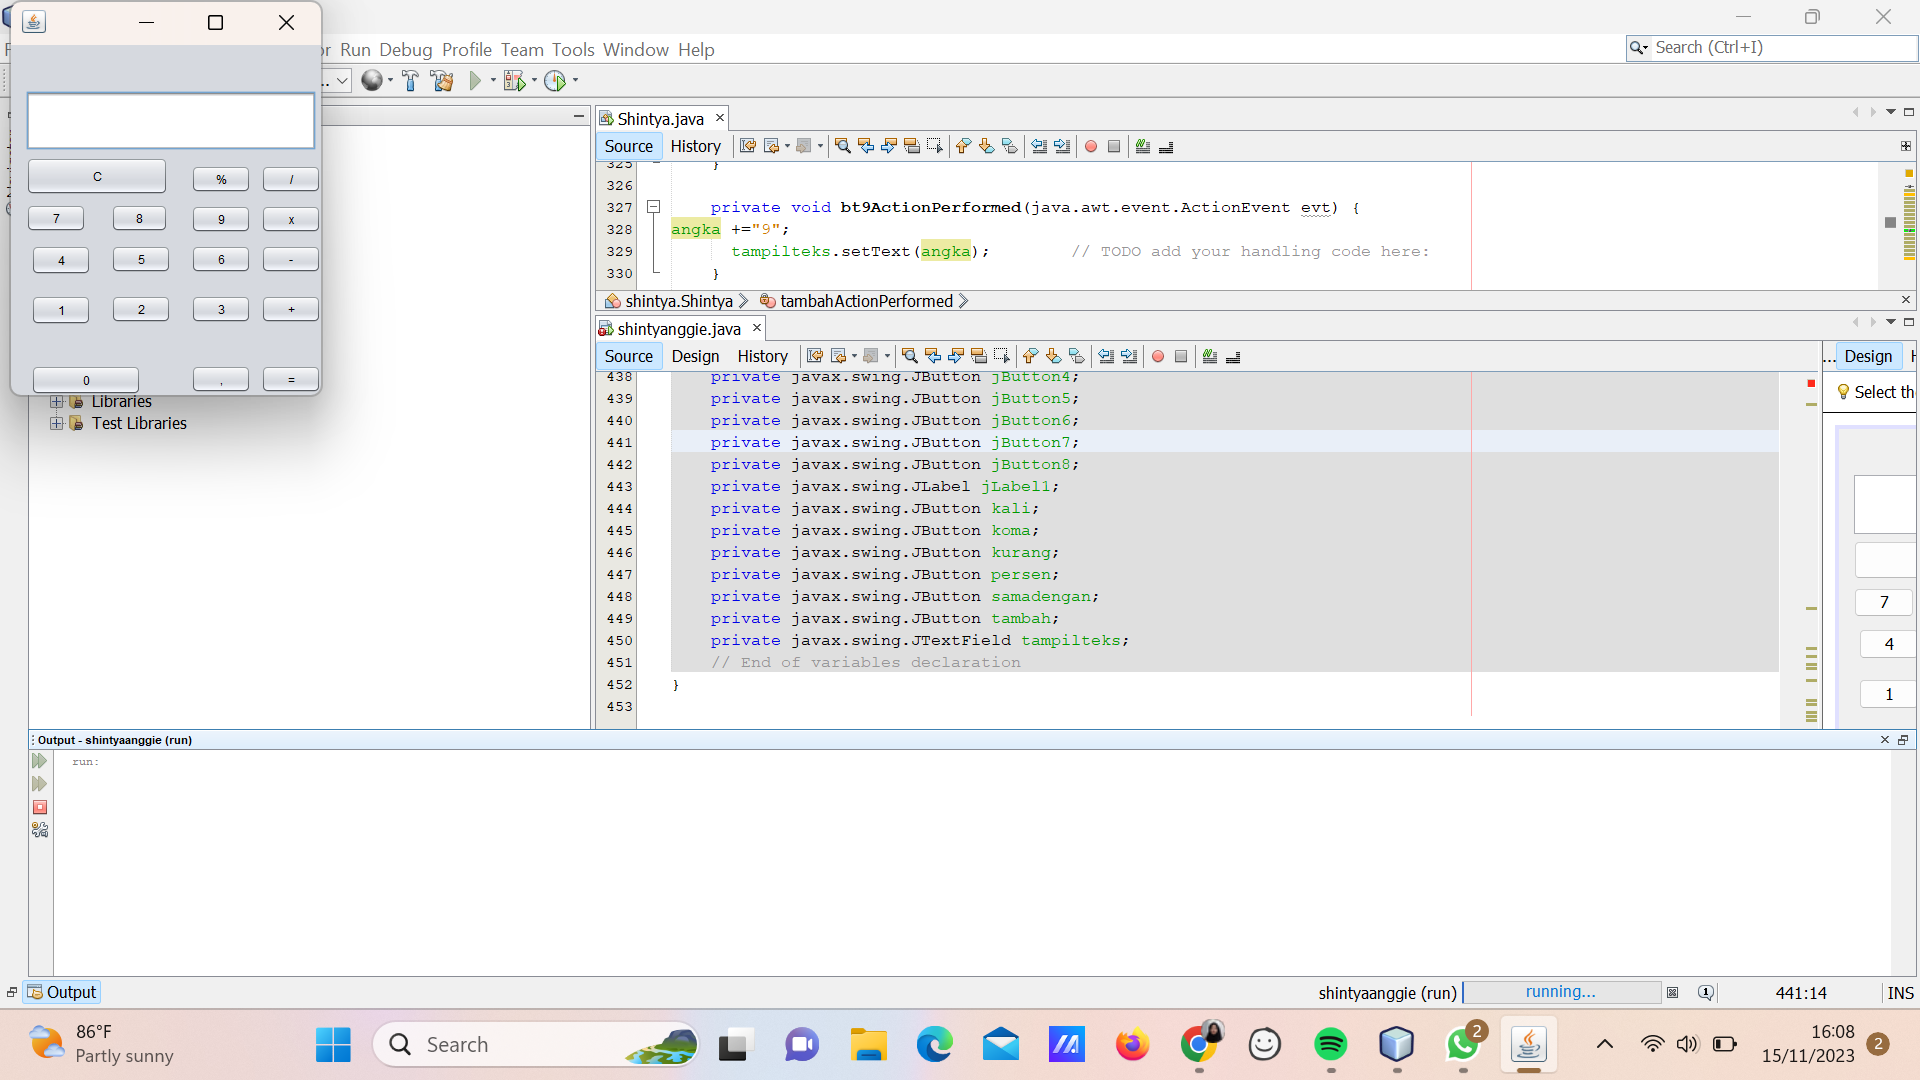 Run Debug Profile Team Tools Window Help
Search (Ctrl+I)
C
% /
7 8 9 x
4 5 6 -
1 2 3 +
0 , =
Libraries
Test Libraries
Shintya.java
Source History
325 }
326
327 private void bt9ActionPerformed(java.awt.event.ActionEvent evt) {
328 angka +="9";
329 tampilteks.setText(angka); // TODO add your handling code here:
330 }
shintya.Shintya tambahActionPerformed
shintyanggie.java
Source Design History
438 private javax.swing.JButton jButton4;
439 private javax.swing.JButton jButton5;
440 private javax.swing.JButton jButton6;
441 private javax.swing.JButton jButton7;
442 private javax.swing.JButton jButton8;
443 private javax.swing.JLabel jLabel1;
444 private javax.swing.JButton kali;
445 private javax.swing.JButton koma;
446 private javax.swing.JButton kurang;
447 private javax.swing.JButton persen;
448 private javax.swing.JButton samadengan;
449 private javax.swing.JButton tambah;
450 private javax.swing.JTextField tampilteks;
451 // End of variables declaration
452 }
453
... Design
Select th
7
4
1
Output - shintyaanggie (run)
run:
Output
shintyaanggie (run) running... 441:14 INS
86°F
Partly sunny
Search
2
16:08
15/11/2023
2